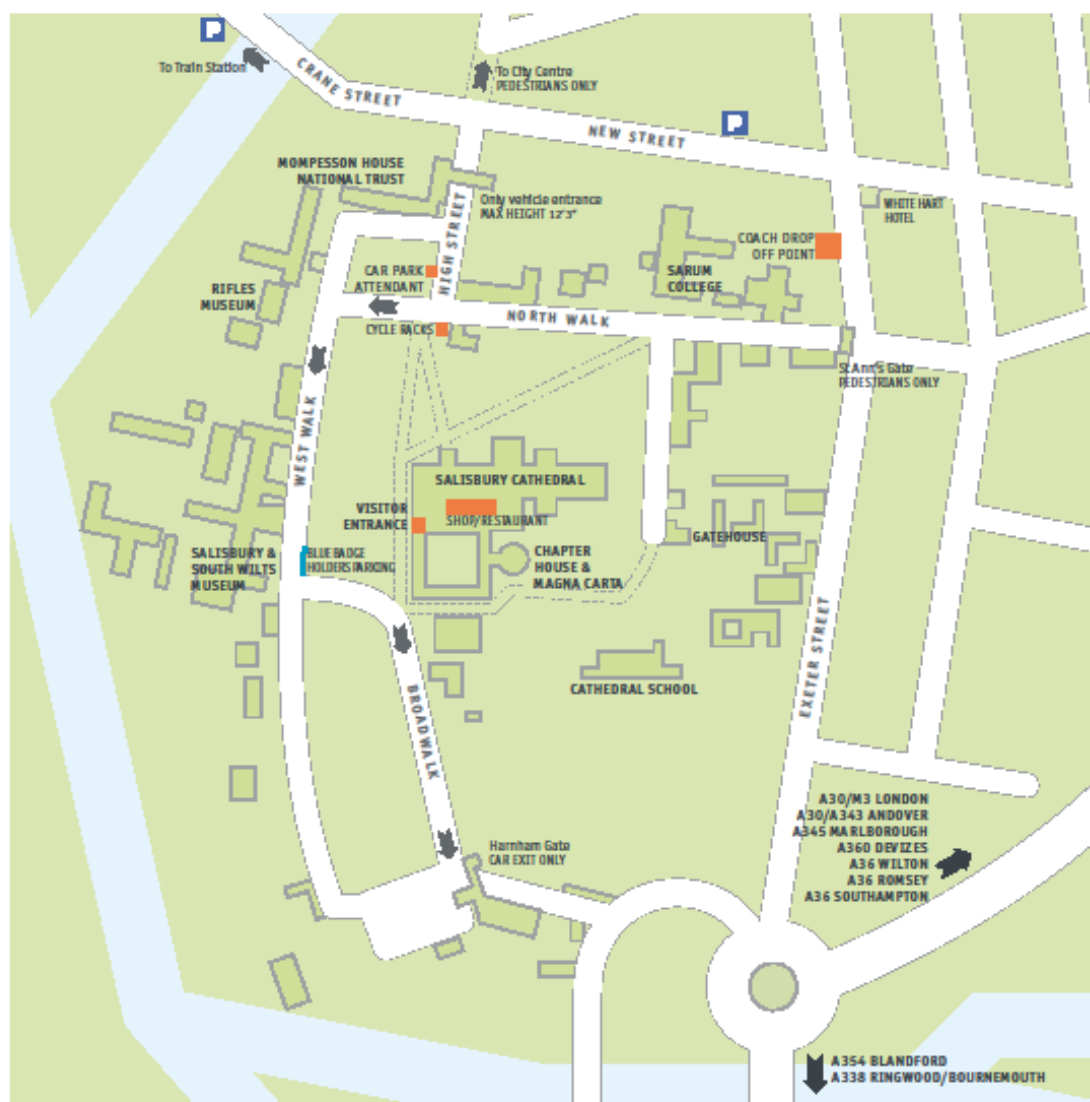 P
To Train Station
CRANE STREET
To City Centre
PEDESTRIANS ONLY
P
NEW STREET
MOMPESSON HOUSE
NATIONAL TRUST
Only vehicle entrance
MAX HEIGHT 12'3"
HIGH STREET
WHITE HART
HOTEL
COACH DROP
OFF POINT
CAR PARK
ATTENDANT
SARUM
COLLEGE
RIFLES
MUSEUM
NORTH WALK
CYCLE RACKS
St Ann's Gate
PEDESTRIANS ONLY
WEST WALK
SALISBURY CATHEDRAL
VISITOR
ENTRANCE
SHOP/RESTAURANT
GATEHOUSE
SALISBURY &
SOUTH WILTS
MUSEUM
BLUE BADGE
HOLDERS PARKING
CHAPTER
HOUSE &
MAGNA CARTA
EXETER STREET
CATHEDRAL SCHOOL
BROADWALK
A30/M3 LONDON
A30/A343 ANDOVER
A345 MARLBOROUGH
A360 DEVIZES
A36 WILTON
A36 ROMSEY
A36 SOUTHAMPTON
Harnham Gate
CAR EXIT ONLY
A354 BLANDFORD
A338 RINGWOOD/BOURNEMOUTH